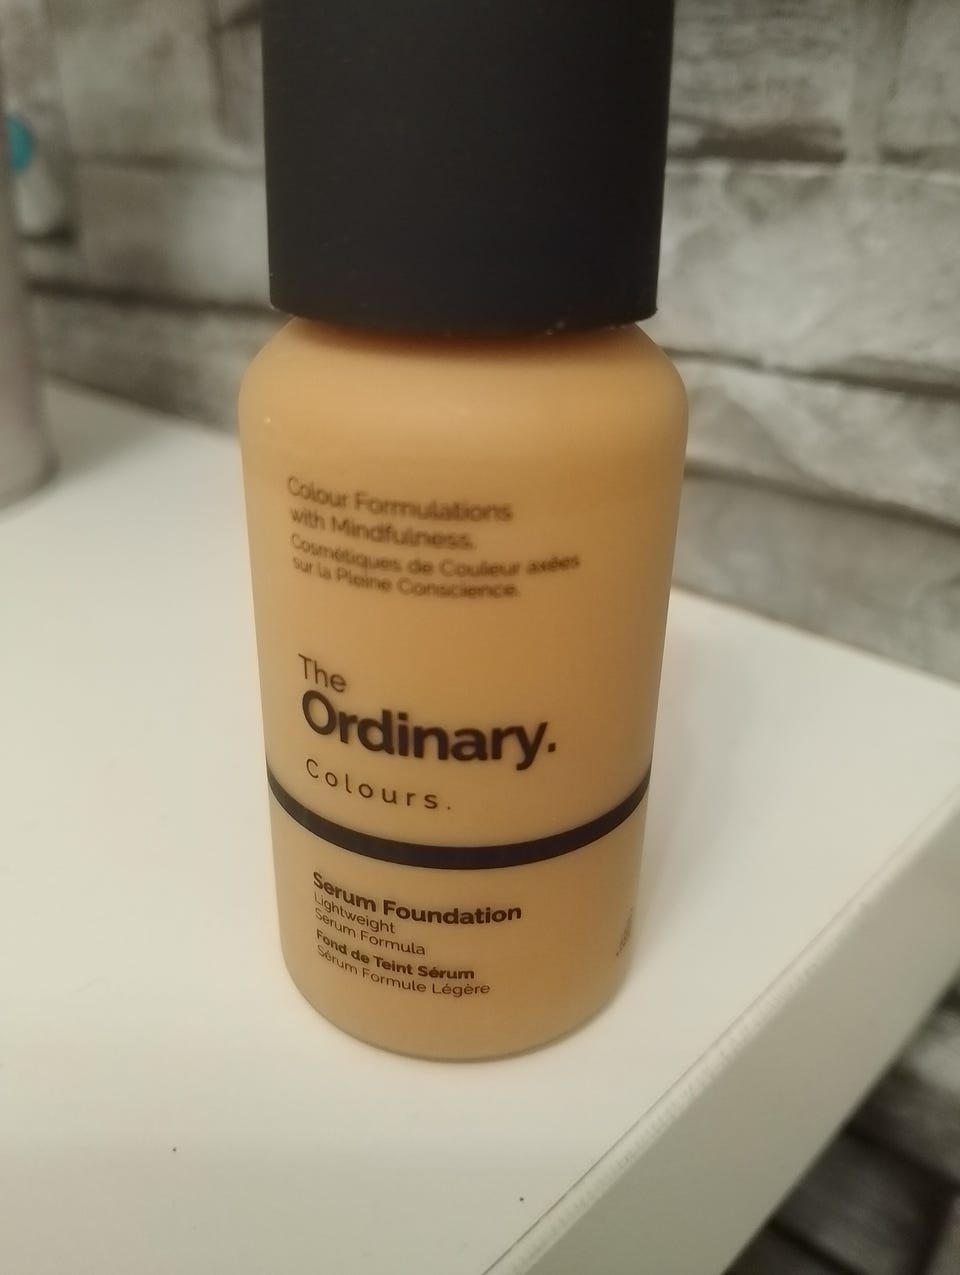 Colour Formulations
with Mindfulness.
Cosmétiques de Couleur axées
sur la Pleine Conscience.
The
Ordinary.
Colours.
Serum Foundation
Lightweight
Serum Formula
Fond de Teint Sérum
Sérum Formule Légère